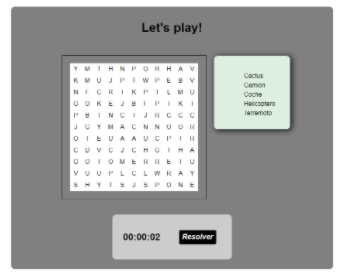 Let's play!
Y M T H N P O R H A V
K M U J P T W P E B V
N F C R I K P I L M U
G O K E J B F P I K I
P B I N C I J R C C C
J C Y M A C N N O O R
O T E U A A U C P I R
C D V C J C H G T H A
G O T O M E R R E T U
V U U P L C L W R A Y
S H Y T S J S P O N E
Cactus
Camion
Coche
Helicoptero
Terremoto
00:00:02 Resolver